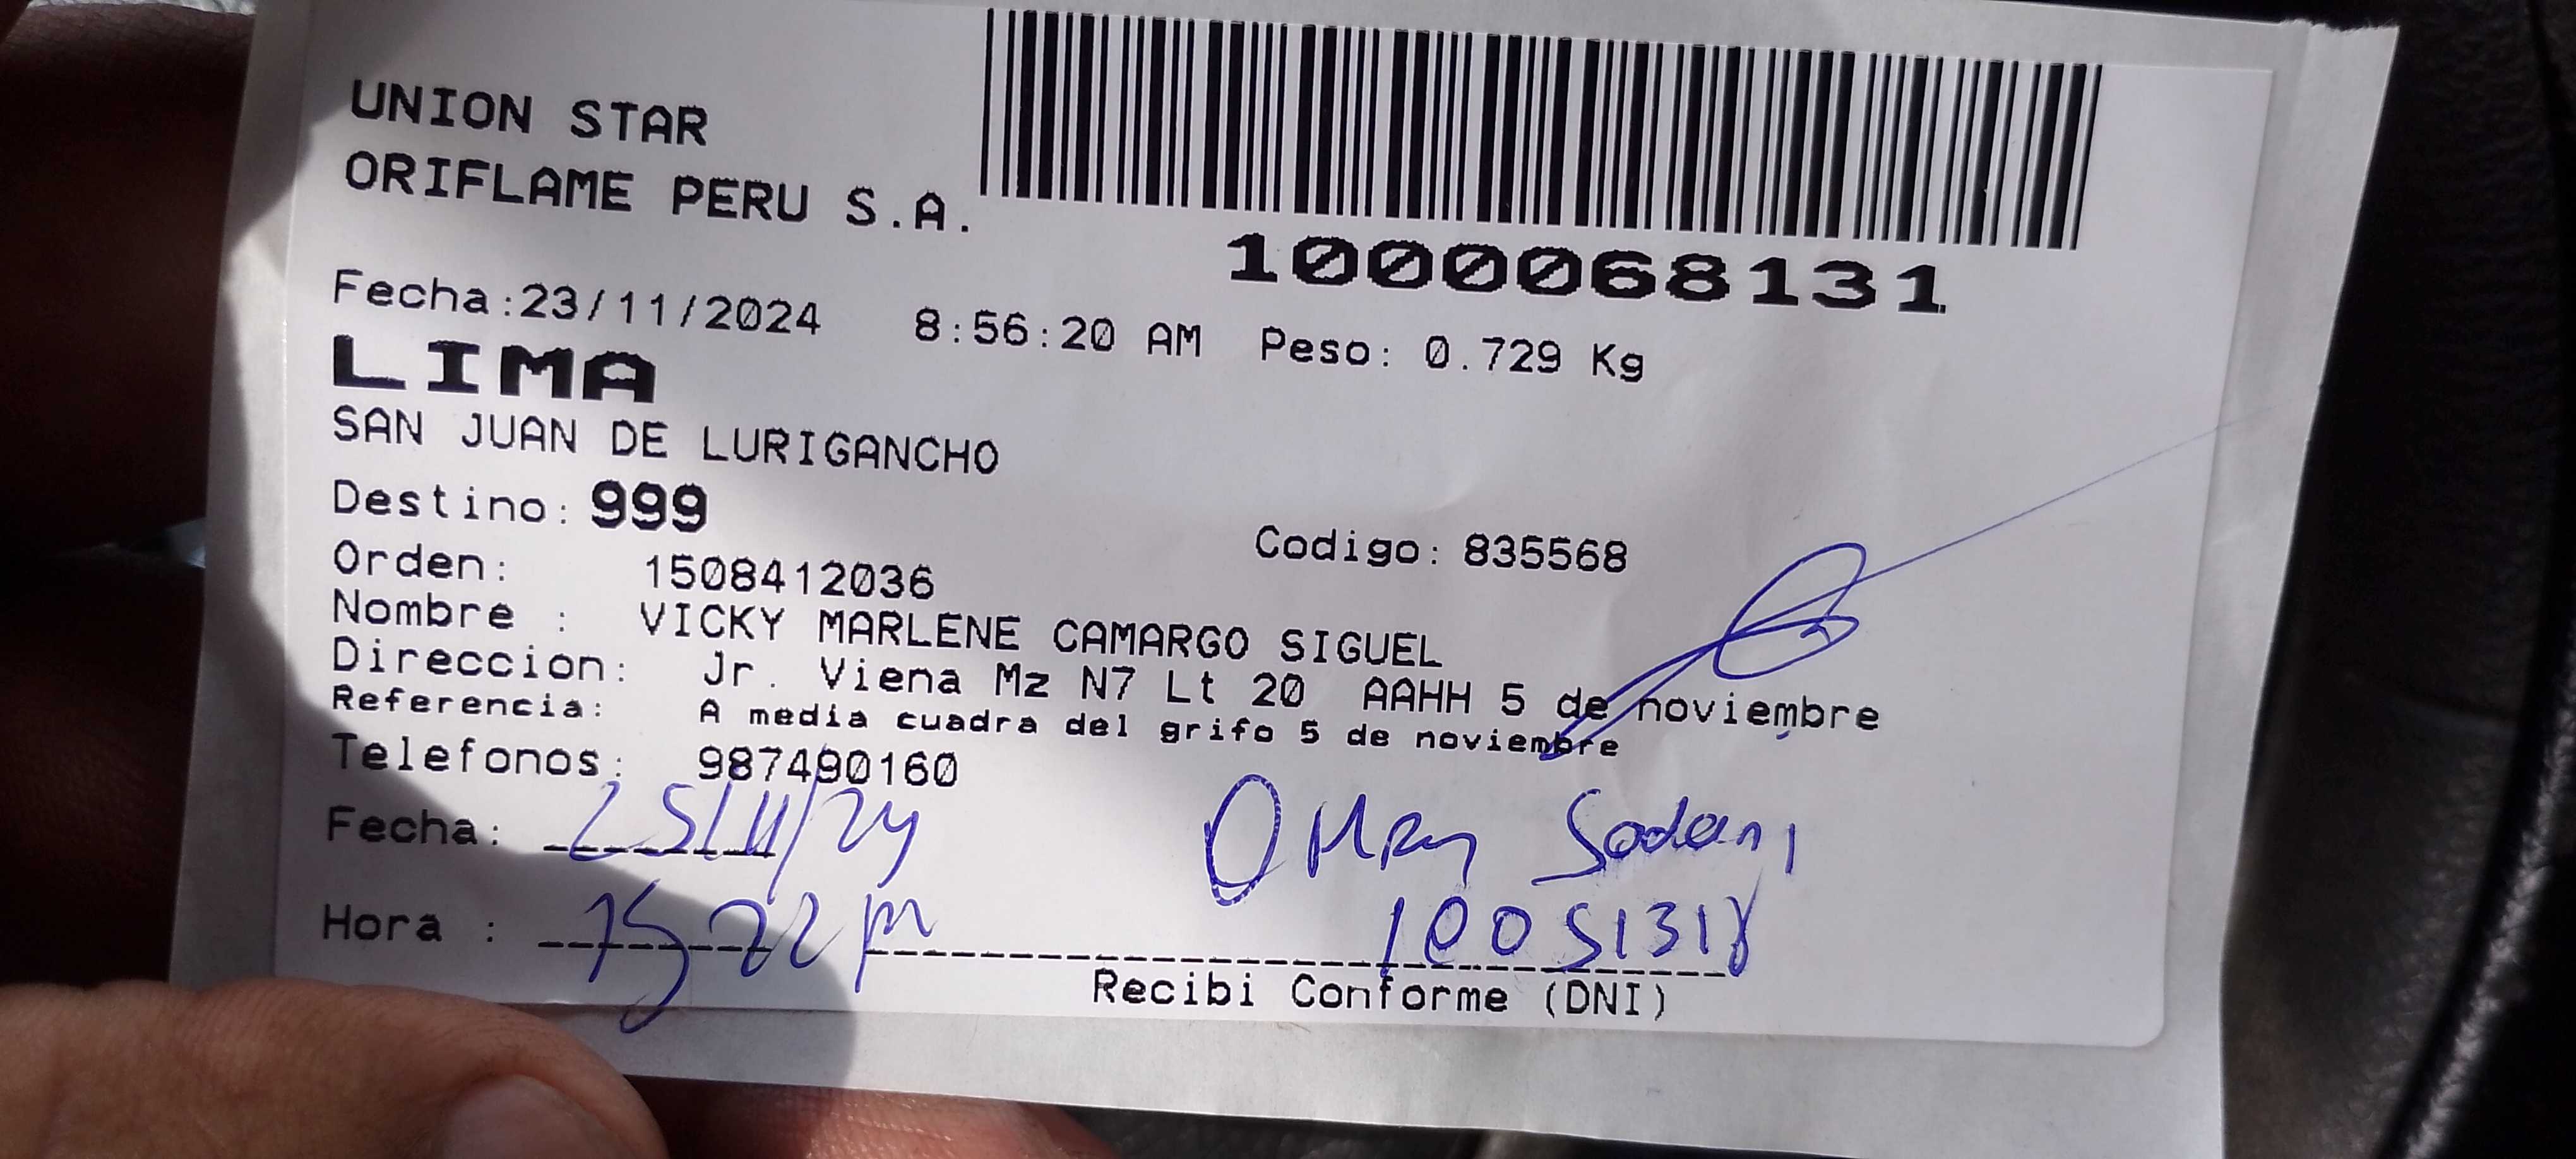 UNION STAR
ORIFLAME PERU S.A.
1000068131
Fecha:23/11/2024 8:56:20 AM Peso: 0.729 Kg
LIMA
SAN JUAN DE LURIGANCHO
Destino: 999
Codigo: 835568
Orden: 1508412036
Nombre : VICKY MARLENE CAMARGO SIGUEL
Direccion: Jr. Viena Mz N7 Lt 20 AAHH 5 de noviembre
Referencia: A media cuadra del grifo 5 de noviembre
Telefonos: 987490160
Fecha: 25/11/24
Hora :
Recibi Conforme (DNI)